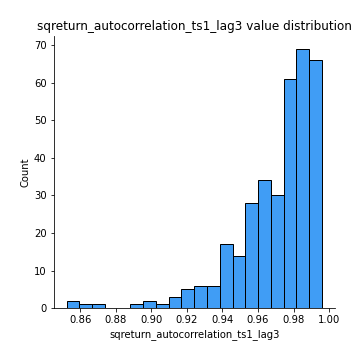 sqreturn_autocorrelation_ts1_lag3 value distribution
70
60
50
40
30
20
10
0
Count
0.86 0.88 0.90 0.92 0.94 0.96 0.98 1.00
sqreturn_autocorrelation_ts1_lag3